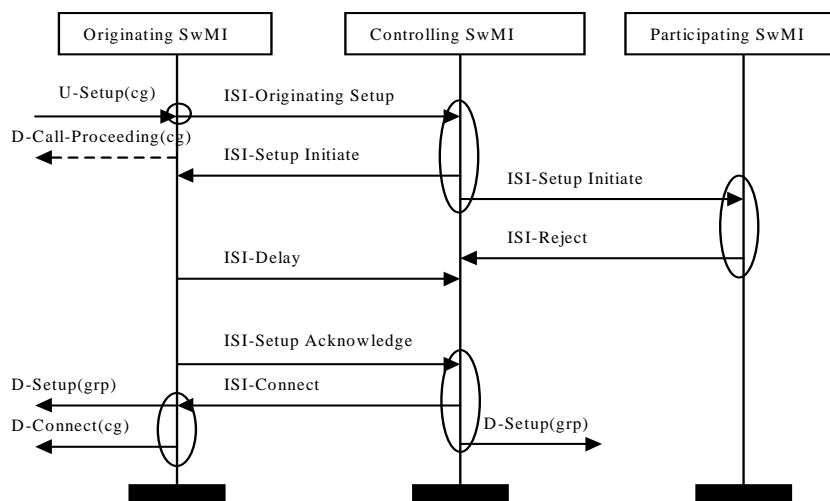 Originating SwMI
Controlling SwMI
Participating SwMI
U-Setup(cg)
ISI-Originating Setup
D-Call-Proceeding(cg)
ISI-Setup Initiate
ISI-Setup Initiate
ISI-Reject
ISI-Delay
ISI-Setup Acknowledge
D-Setup(grp)
ISI-Connect
D-Connect(cg)
D-Setup(grp)